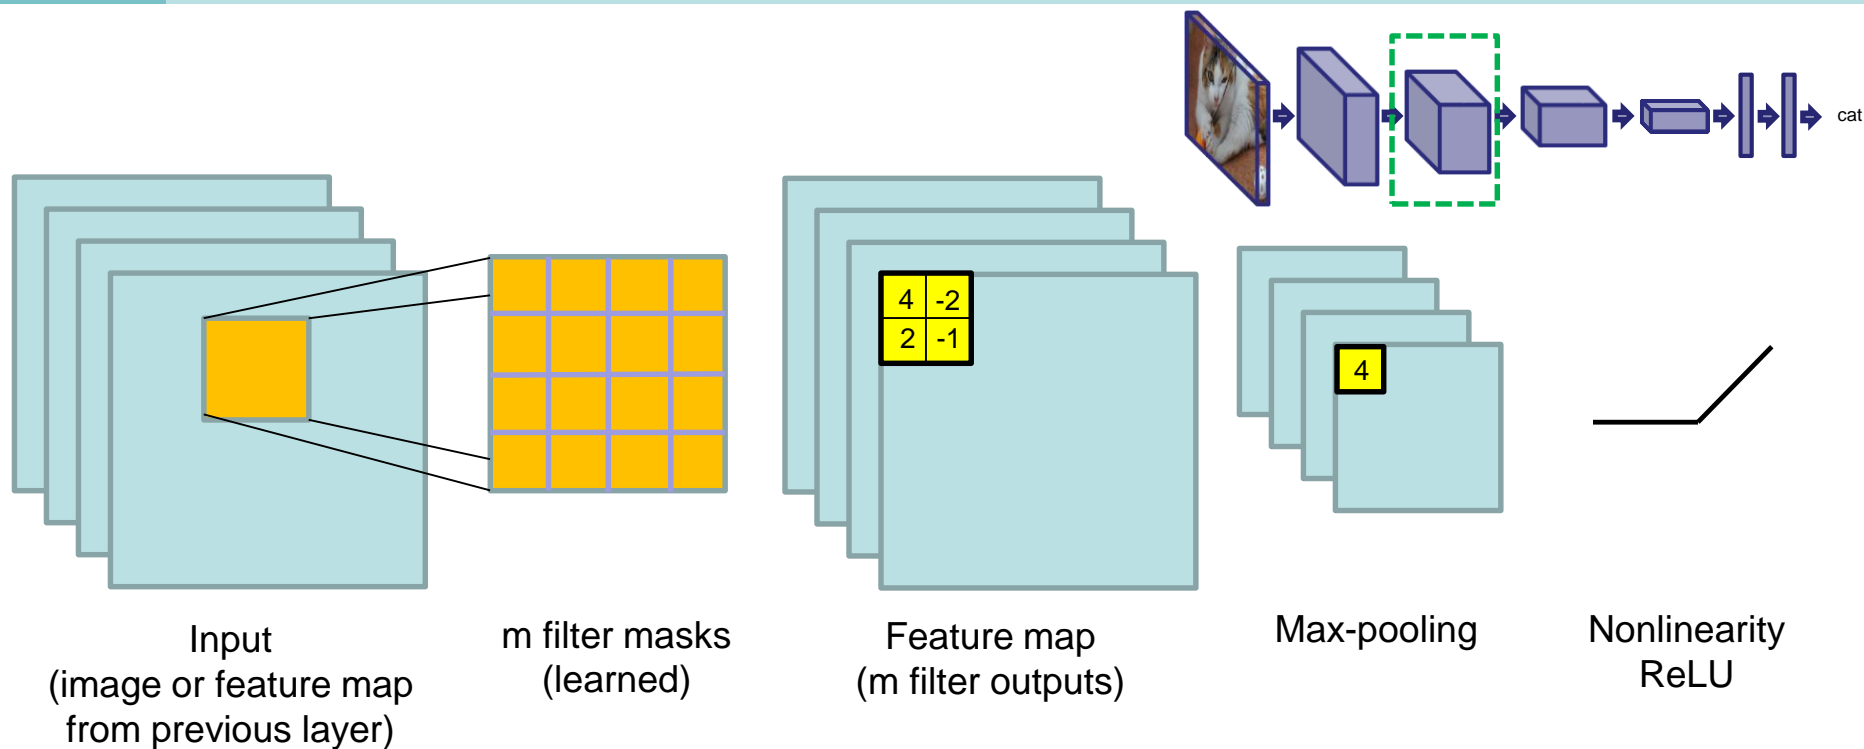 cat
4 -2
2 -1
4
Input
(image or feature map
from previous layer)
m filter masks
(learned)
Feature map
(m filter outputs)
Max-pooling
Nonlinearity
ReLU